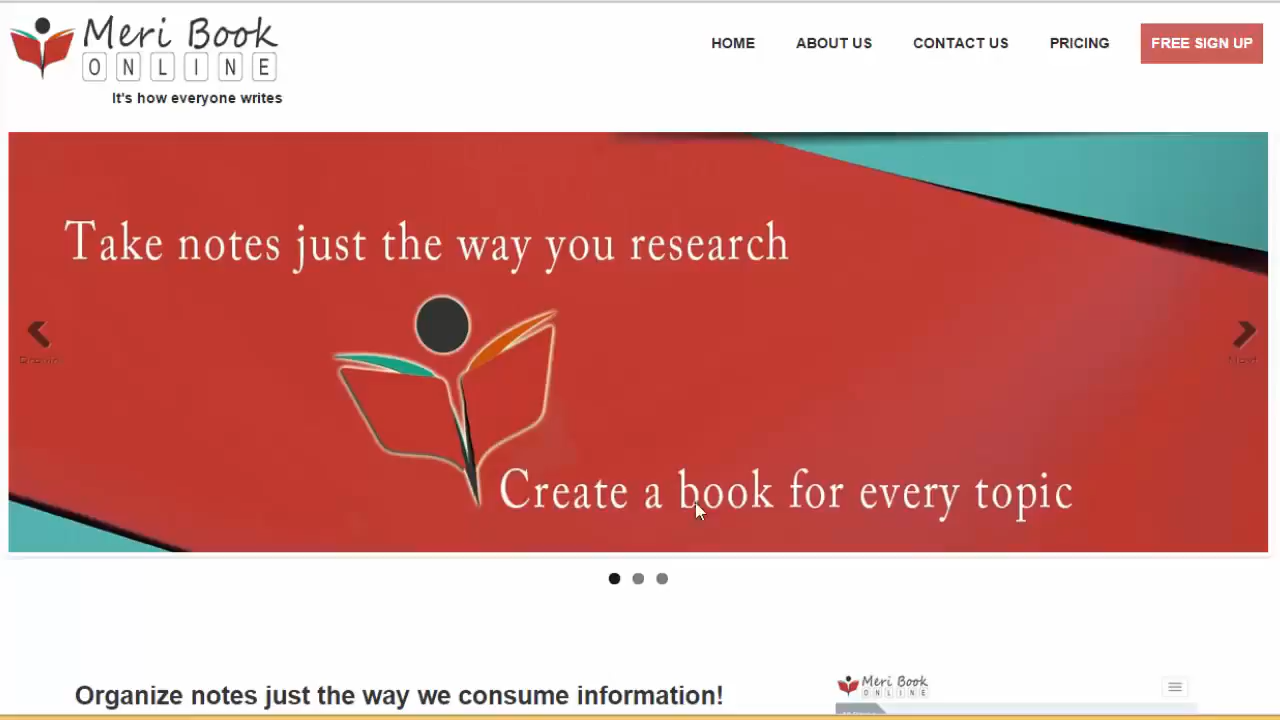 Meri Book
ONLINE
It's how everyone writes
HOME
ABOUT US
CONTACT US
PRICING
FREE SIGN UP
Take notes just the way you research
Next
Create a book for every topic
Organize notes just the way we consume information!
Meri Book
ONLINE